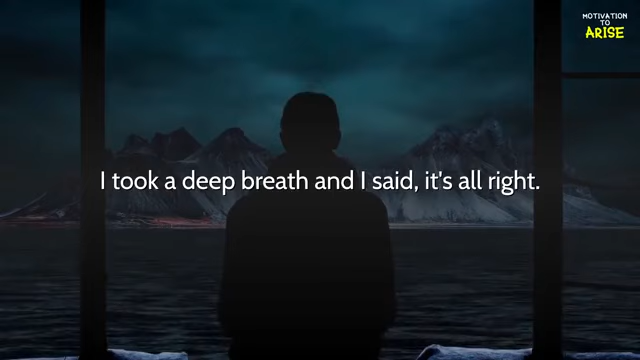 MOTIVATION
TO
ARISE
I took a deep breath and I said, it's all right.